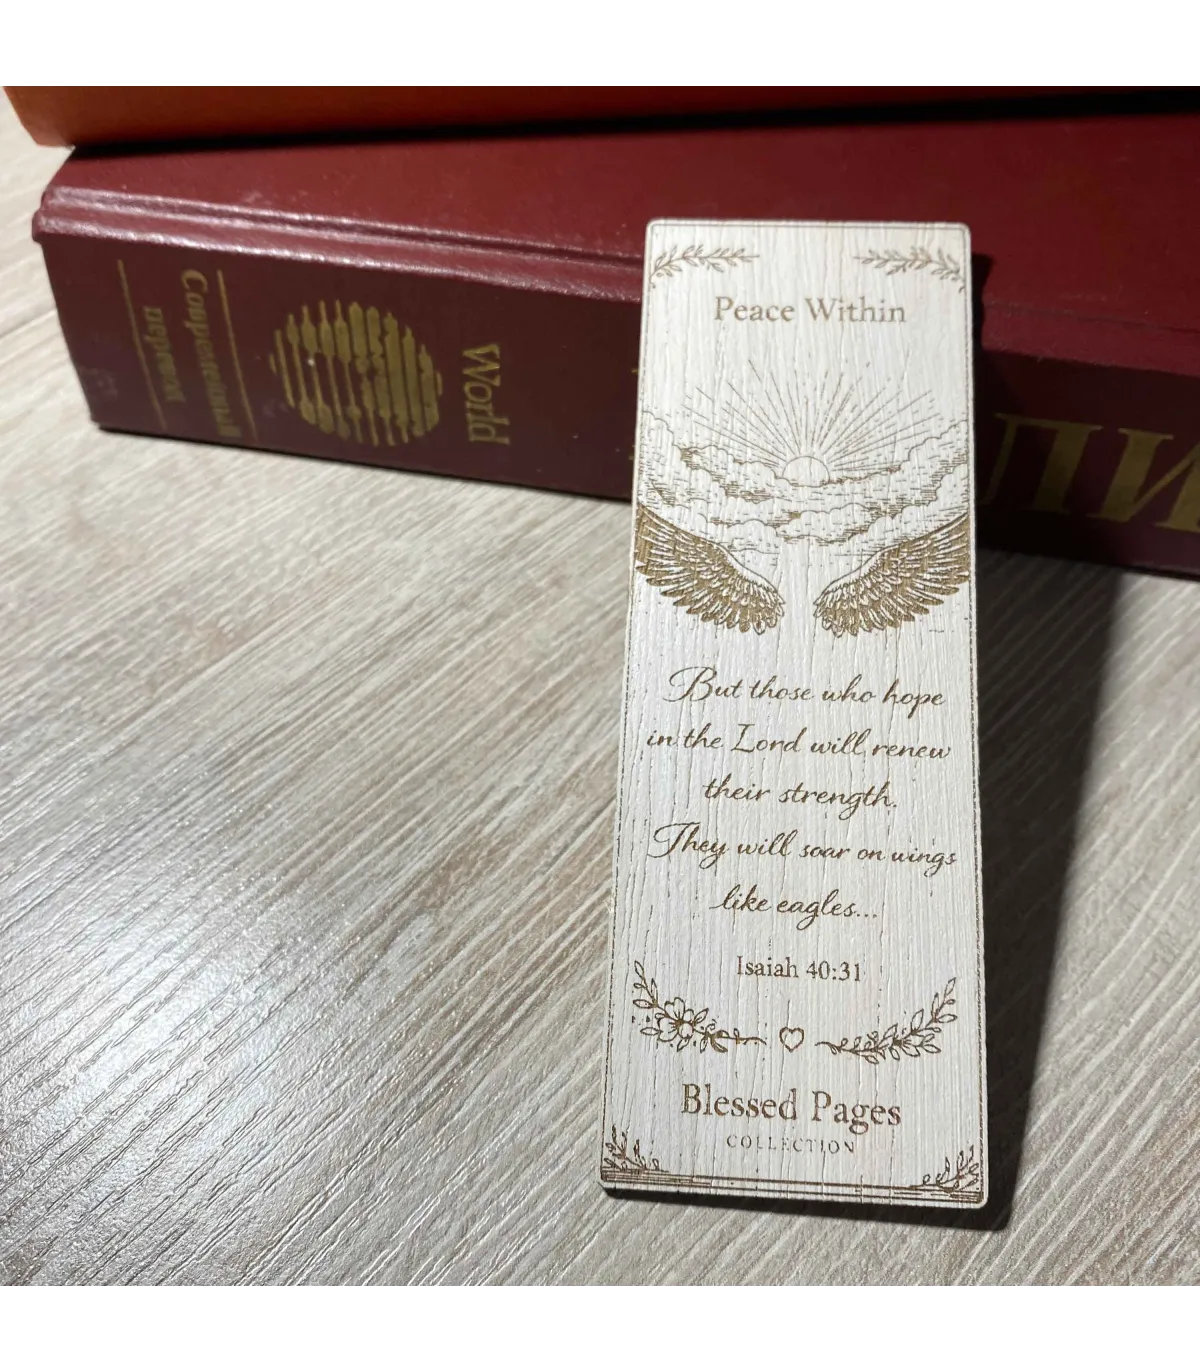 Peace Within
But those who hope
in the Lord will renew
their strength.
They will soar on wings
like eagles...
Isaiah 40:31
Blessed Pages
COLLECTION
World
Современный
перевод